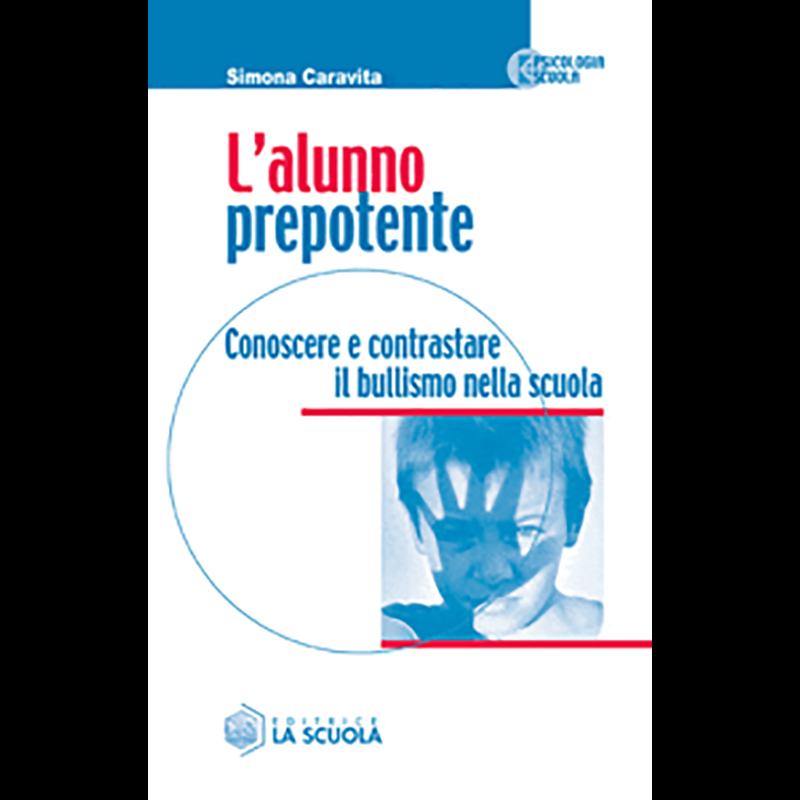 Simona Caravita
PSICOLOGIA
SCUOLA
L'alunno
prepotente
Conoscere e contrastare
il bullismo nella scuola
EDITRICE
LA SCUOLA